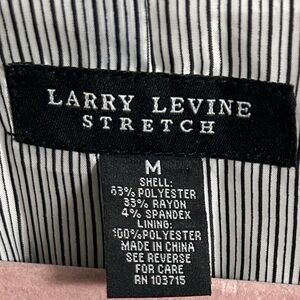 LARRY LEVINE
STRETCH
M
SHELL:
63% POLYESTER
33% RAYON
4% SPANDEX
LINING:
100%POLYESTER
MADE IN CHINA
SEE REVERSE
FOR CARE
RN 103715